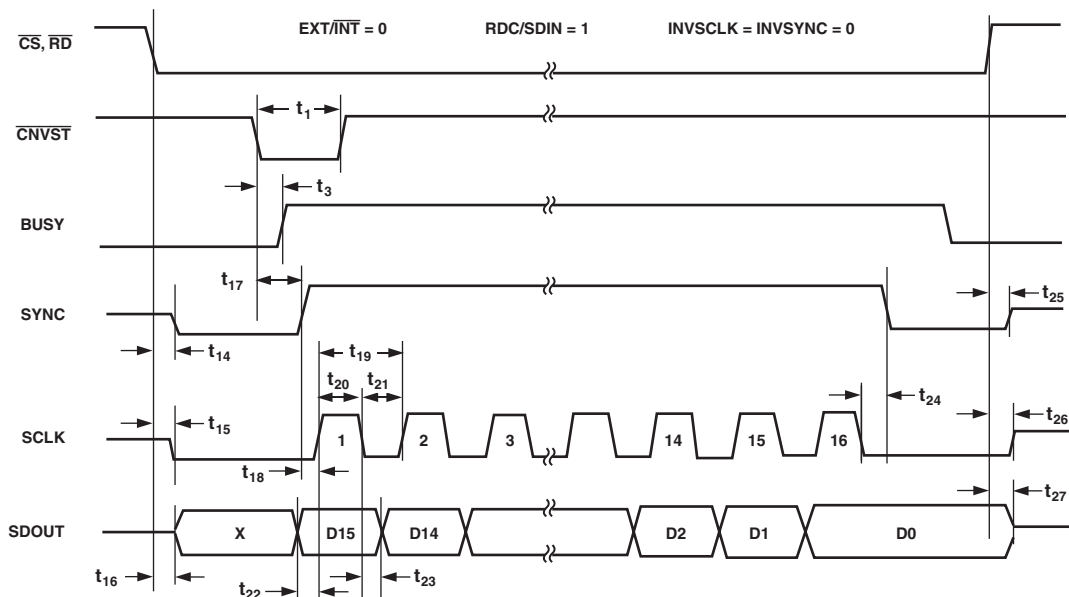 EXT/INT = 0 RDC/SDIN = 1 INVSCLK = INVSYNC = 0
CS, RD
t1
CNVST
t3
BUSY
t17
SYNC
t25
t14
t19
t20 t21
t24
t15
t26
SCLK
1 2 3 14 15 16
t18
t27
SDOUT
X D15 D14 D2 D1 D0
t16
t22
t23